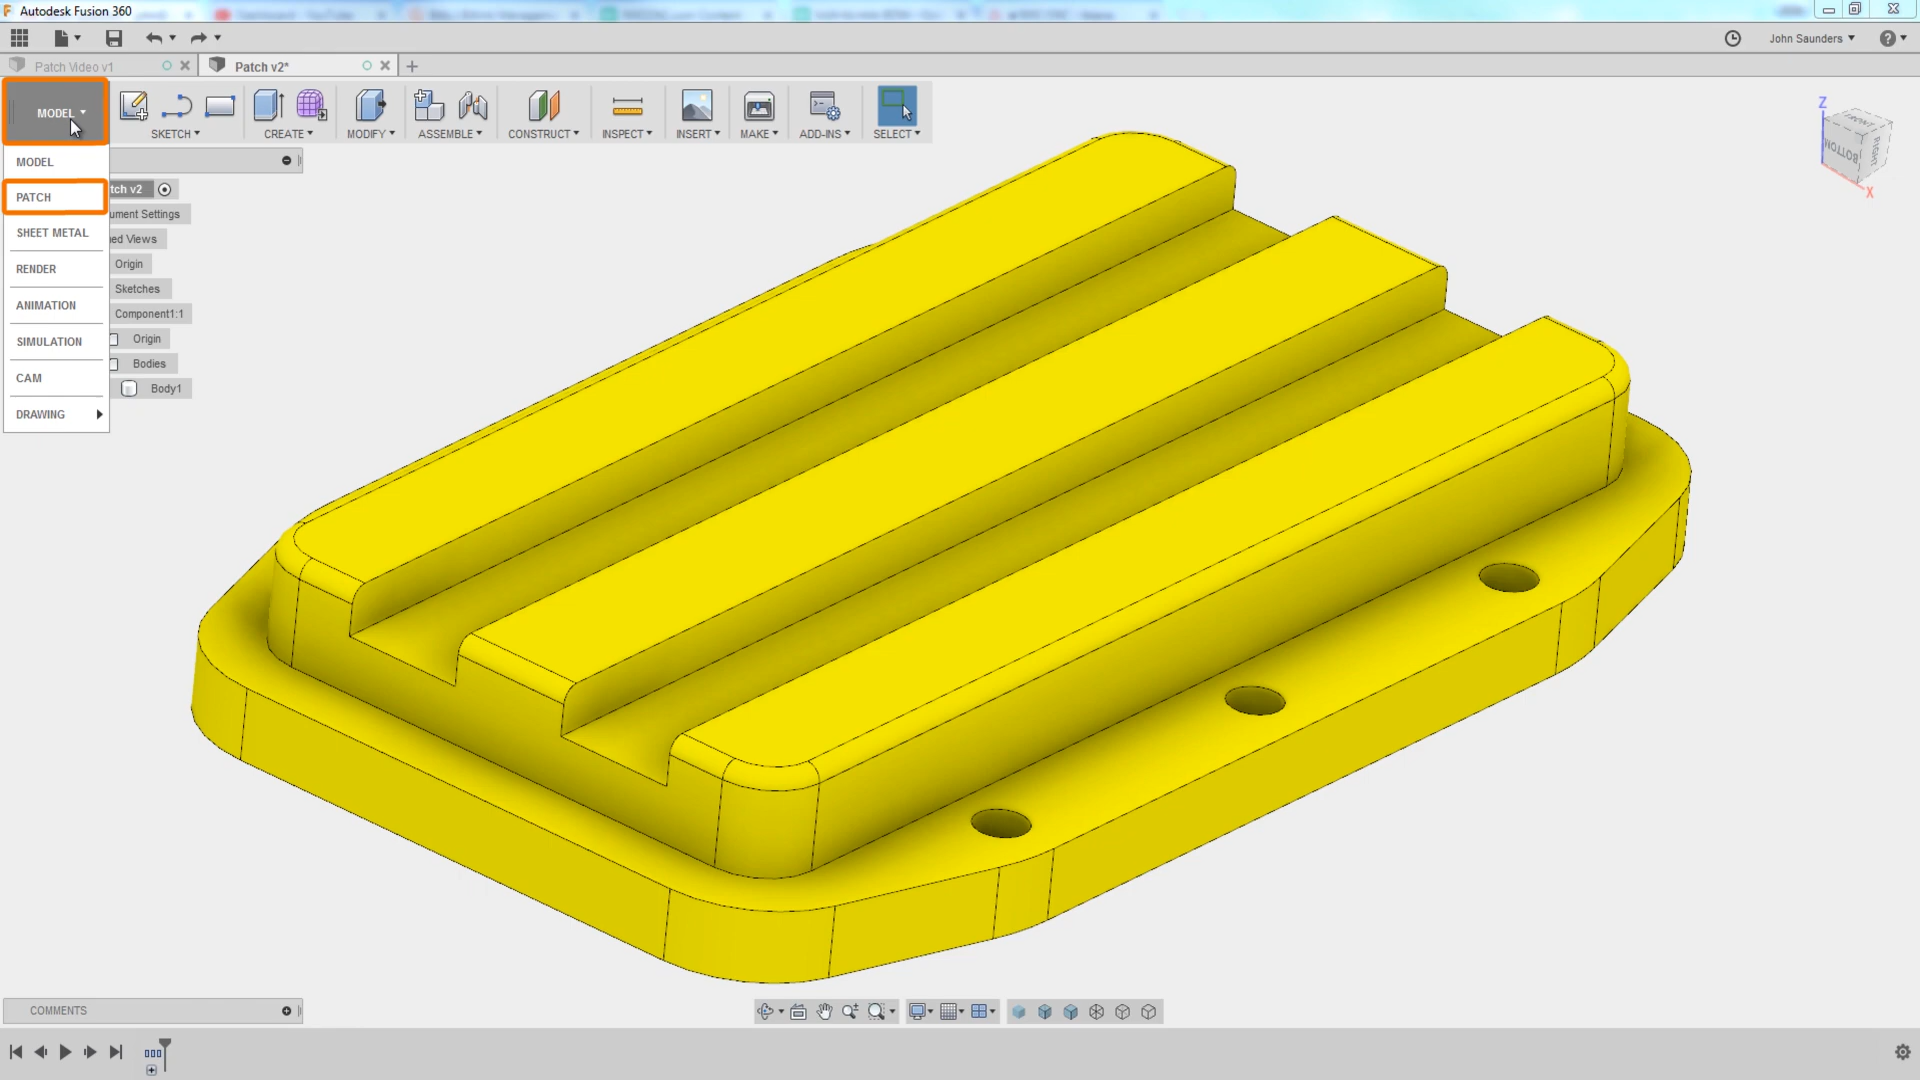 Autodesk Fusion 360
John Saunders
Patch Video v1
Patch v2*
MODEL
SKETCH
CREATE
MODIFY
ASSEMBLE
CONSTRUCT
INSPECT
INSERT
MAKE
ADD-INS
SELECT
MODEL
PATCH
SHEET METAL
RENDER
ANIMATION
SIMULATION
CAM
DRAWING
tch v2
ument Settings
ed Views
Origin
Sketches
Component1:1
Origin
Bodies
Body1
Z
FRONT
BOTTOM
RIGHT
X
COMMENTS